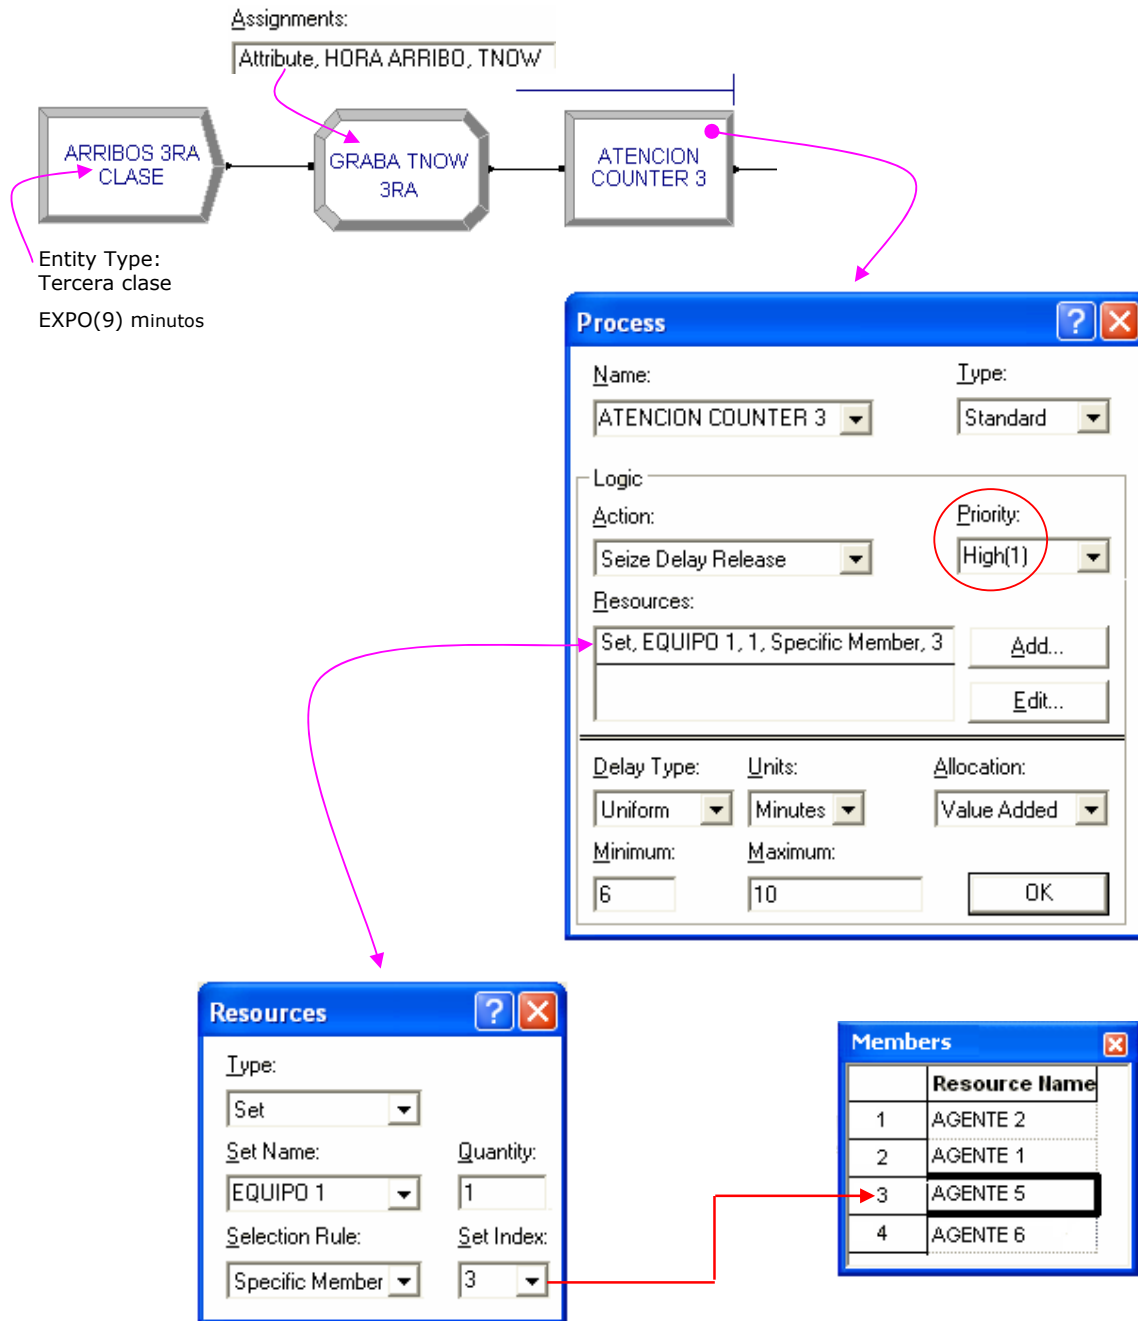 Assignments:
Attribute, HORA ARRIBO, TNOW
ARRIBOS 3RA
CLASE
GRABA TNOW
3RA
ATENCION
COUNTER 3
Entity Type:
Tercera clase
EXPO(9) minutos
Process
Name:
Type:
ATENCION COUNTER 3
Standard
Logic
Action:
Priority:
Seize Delay Release
High(1)
Resources:
Set, EQUIPO 1, 1, Specific Member, 3
Add...
Edit...
Delay Type:
Units:
Allocation:
Uniform
Minutes
Value Added
Minimum:
Maximum:
6
10
OK
Resources
Type:
Set
Set Name:
Quantity:
EQUIPO 1
1
Selection Rule:
Set Index:
Specific Member
3
Members
Resource Name
1 AGENTE 2
2 AGENTE 1
3 AGENTE 5
4 AGENTE 6